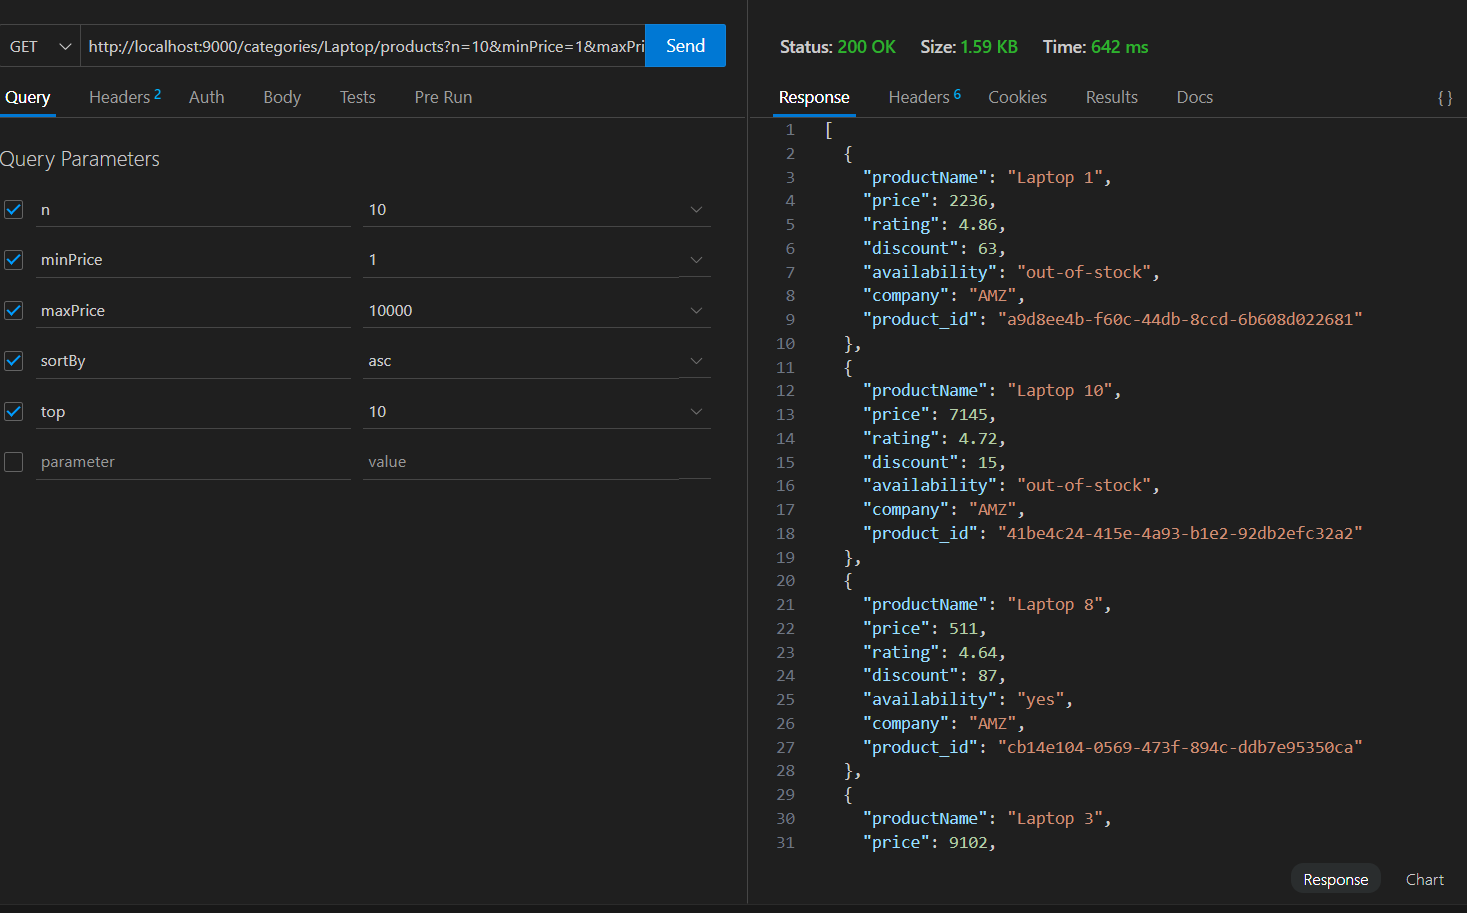 GET http://localhost:9000/categories/Laptop/products?n=10&minPrice=1&maxPri Send
Query Headers 2 Auth Body Tests Pre Run
Query Parameters
n 10
minPrice 1
maxPrice 10000
sortBy asc
top 10
parameter value
Status: 200 OK Size: 1.59 KB Time: 642 ms
Response Headers 6 Cookies Results Docs { }
1 [
2 {
3 "productName": "Laptop 1",
4 "price": 2236,
5 "rating": 4.86,
6 "discount": 63,
7 "availability": "out-of-stock",
8 "company": "AMZ",
9 "product_id": "a9d8ee4b-f60c-44db-8ccd-6b608d022681"
10 },
11 {
12 "productName": "Laptop 10",
13 "price": 7145,
14 "rating": 4.72,
15 "discount": 15,
16 "availability": "out-of-stock",
17 "company": "AMZ",
18 "product_id": "41be4c24-415e-4a93-b1e2-92db2efc32a2"
19 },
20 {
21 "productName": "Laptop 8",
22 "price": 511,
23 "rating": 4.64,
24 "discount": 87,
25 "availability": "yes",
26 "company": "AMZ",
27 "product_id": "cb14e104-0569-473f-894c-ddb7e95350ca"
28 },
29 {
30 "productName": "Laptop 3",
31 "price": 9102,
Response Chart